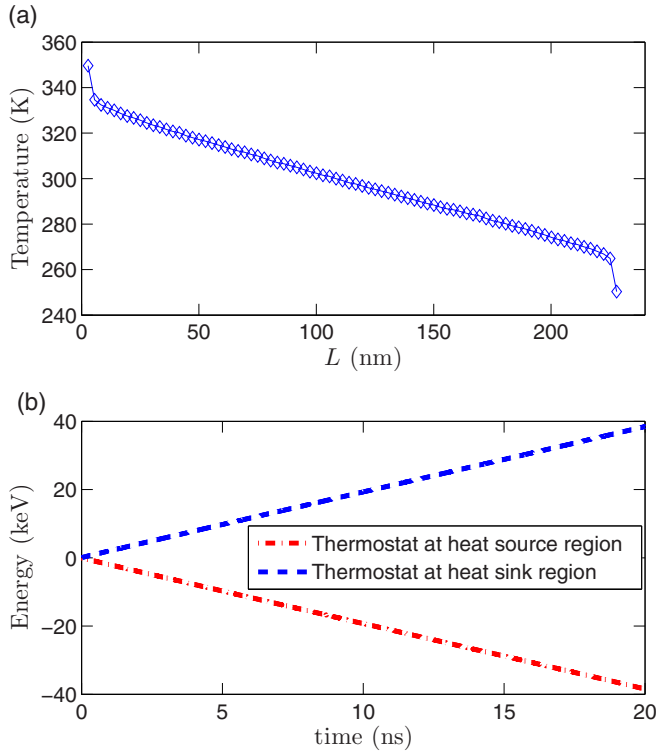 (a)
360
340
320
300
280
260
240
Temperature (K)
0
50
100
150
200
L (nm)
(b)
40
20
0
−20
−40
Energy (keV)
Thermostat at heat source region
Thermostat at heat sink region
0
5
10
15
20
time (ns)